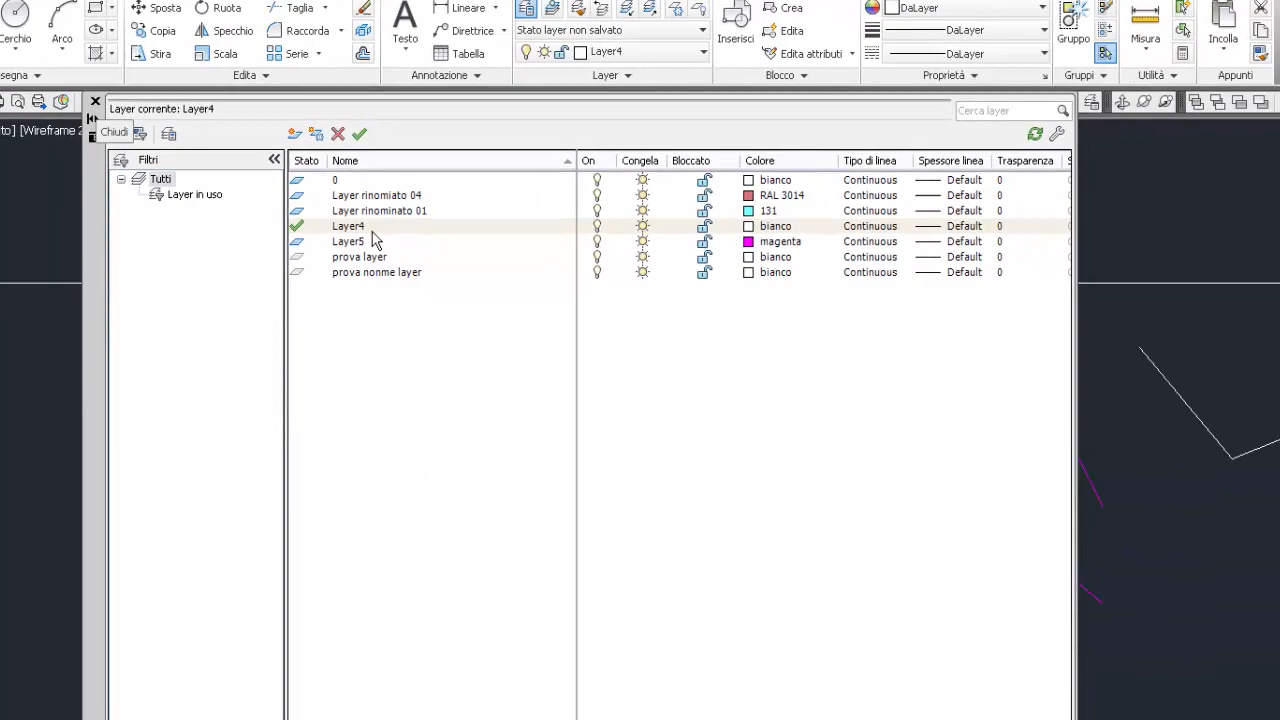 Sposta Ruota Taglia Lineare Crea DaLayer
Cerchio Arco Copia Specchio Raccorda Testo Direttrice Stato layer non salvato Inserisci Edita DaLayer Gruppo Misura Incolla
Stira Scala Serie Tabella Layer4 Edita attributi DaLayer
segna Edita Annotazione Layer Blocco Proprietà Gruppi Utilità Appunti
Layer corrente: Layer4
Cerca layer
to] [Wireframe 2
Chiudi
Filtri
Tutti
Layer in uso
Stato Nome On Congela Bloccato Colore Tipo di linea Spessore linea Trasparenza S
0 bianco Continuous Default 0
Layer rinomiato 04 RAL 3014 Continuous Default 0
Layer rinominato 01 131 Continuous Default 0
Layer4 bianco Continuous Default 0
Layer5 magenta Continuous Default 0
prova layer bianco Continuous Default 0
prova nonme layer bianco Continuous Default 0